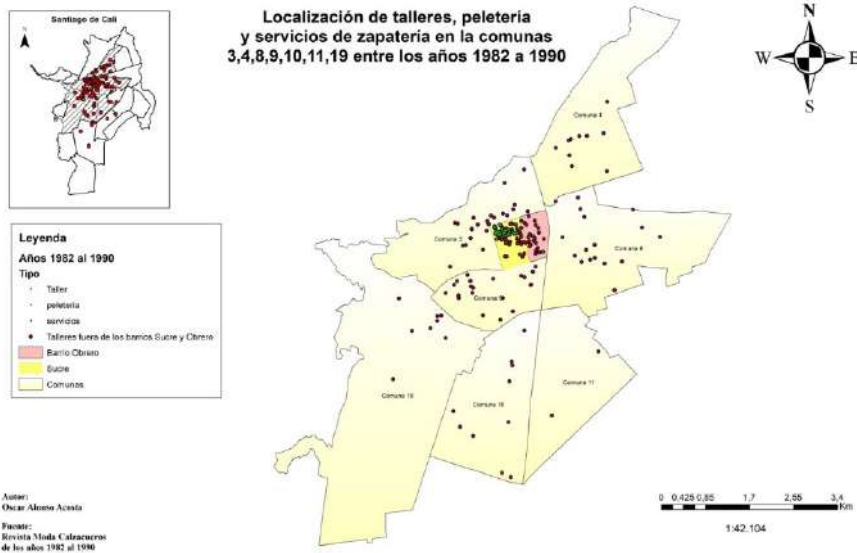 Santiago de Cali
N
Localización de talleres, peleteria
y servicios de zapatería en la comunas
3,4,8,9,10,11,19 entre los años 1982 a 1990
N
W
E
S
Comuna 4
Comuna 3
Comuna 8
Comuna 9
Comuna 19
Comuna 10
Comuna 11
Leyenda
Años 1982 al 1990
Tipo
Taller
peleteria
servicios
Talleres fuera de los barrios Sucre y Obrero
Barrio Obrero
Sucre
Comunas
Autor:
Oscar Alonso Acosta
Fuente:
Revista Moda Calzacueros
de los años 1982 al 1990
0 0,425 0,85 1,7 2,55 3,4
Km
1:42.104